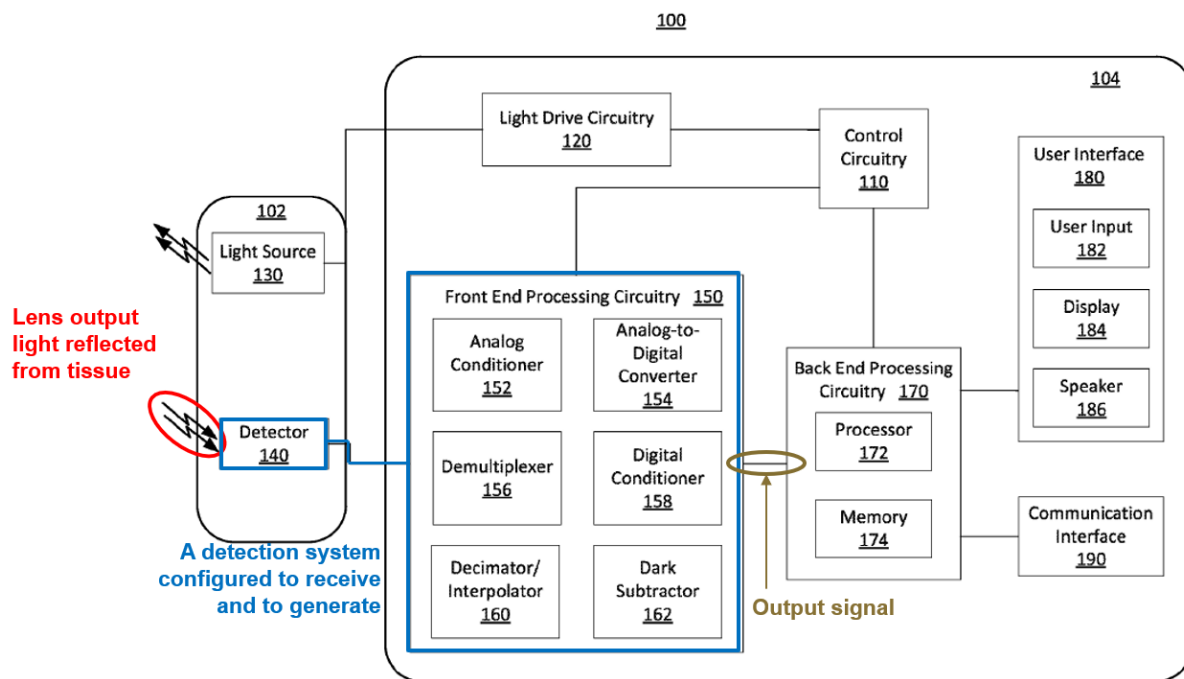 100
104
Light Drive Circuitry
120
Control
Circuitry
110
User Interface
180
User Input
182
Display
184
Speaker
186
102
Light Source
130
Lens output
light reflected
from tissue
Detector
140
Front End Processing Circuitry 150
Analog
Conditioner
152
Analog-to-
Digital
Converter
154
Demultiplexer
156
Digital
Conditioner
158
Decimator/
Interpolator
160
Dark
Subtractor
162
A detection system
configured to receive
and to generate
Output signal
Back End Processing
Circuitry 170
Processor
172
Memory
174
Communication
Interface
190